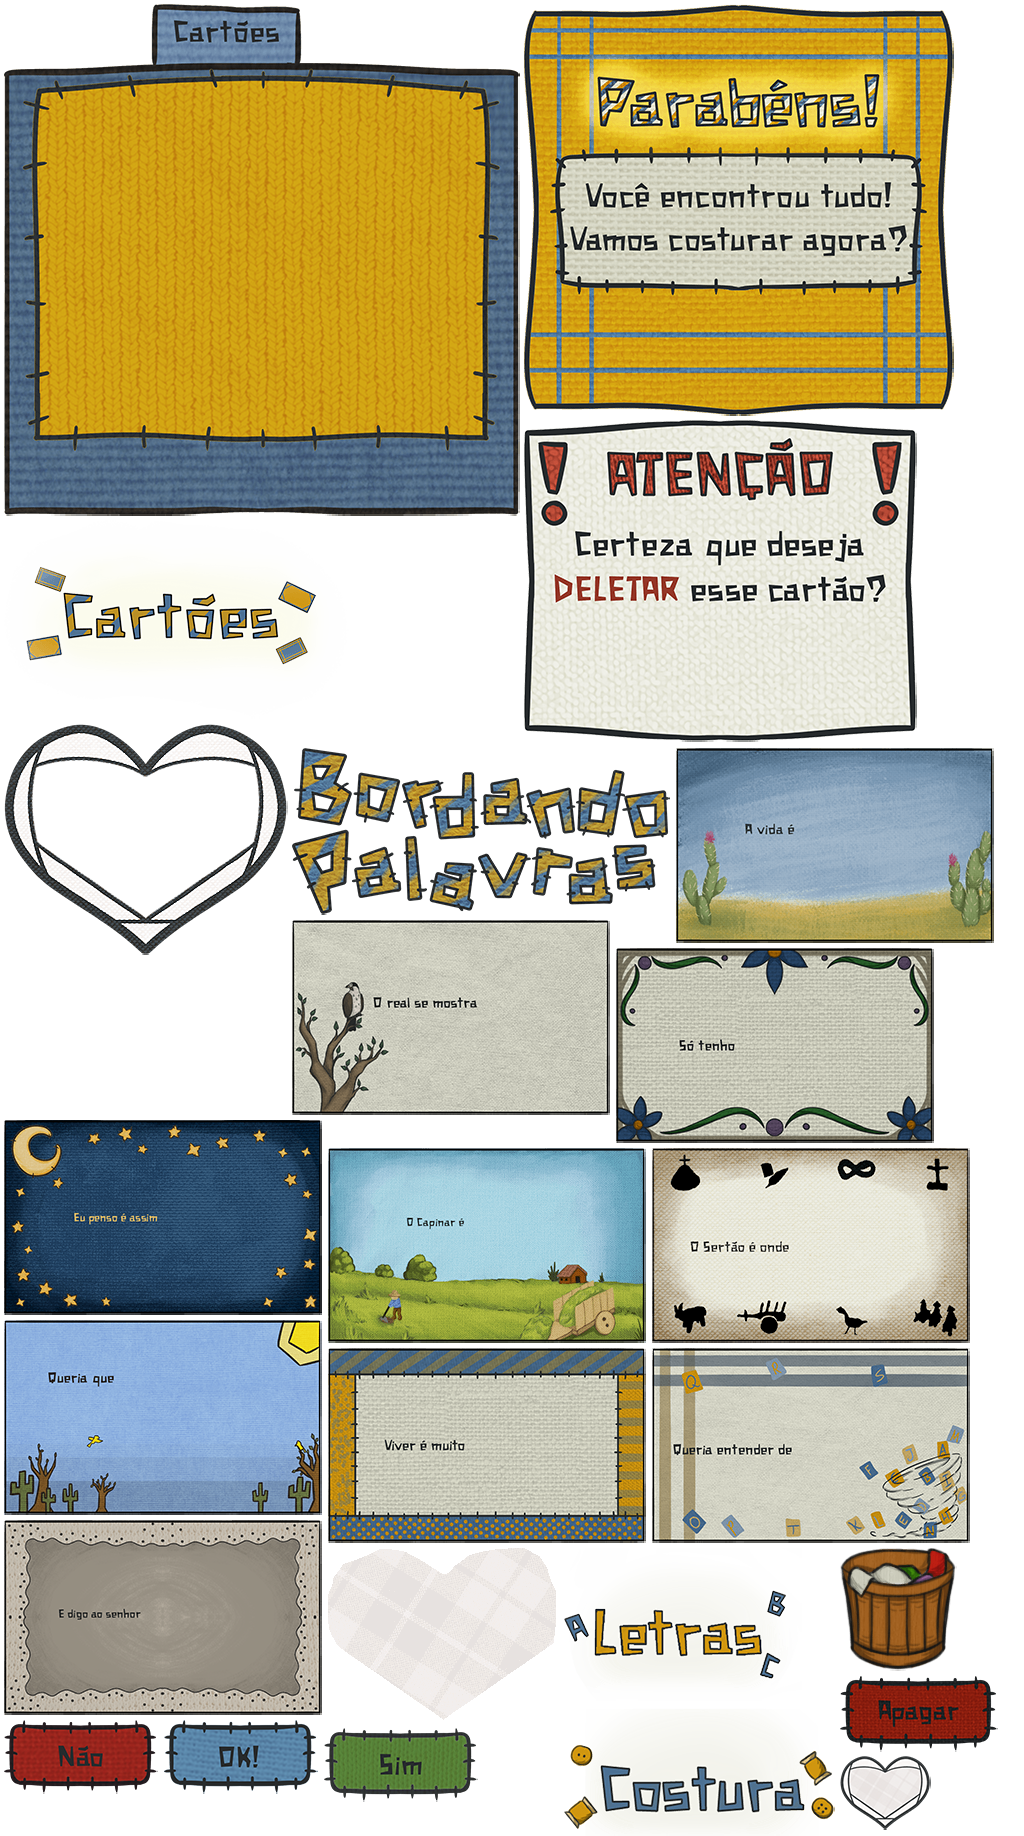 Cartões
Parabéns!
Você encontrou tudo!
Vamos costurar agora?
ATENÇÃO
Certeza que deseja
DELETAR esse cartão?
Cartões
Bordando
Palavras
A vida é
O real se mostra
Só tenho
Eu penso é assim
O Capinar é
O Sertão é onde
Queria que
Viver é muito
Q R S
Queria entender de
E digo ao senhor
A Letras B C
Apagar
Não
OK!
Sim
Costura